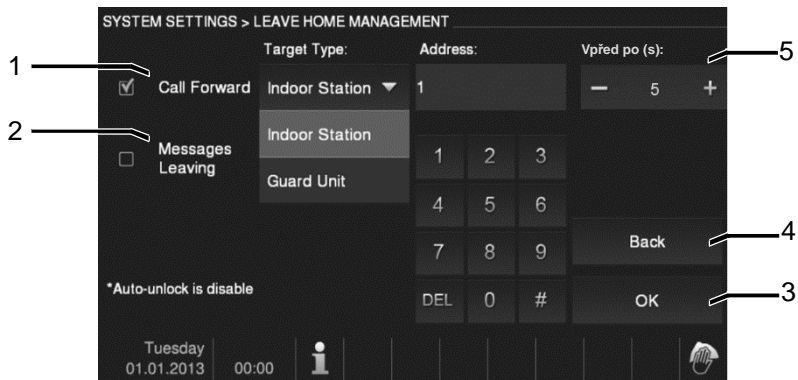 SYSTEM SETTINGS > LEAVE HOME MANAGEMENT
Target Type: Address: Vpřed po (s):
5
1
Call Forward Indoor Station 1 − 5 +
2
Indoor Station
Messages
Leaving
Guard Unit
1 2 3
4 5 6
4
Back
7 8 9
*Auto-unlock is disable
3
DEL 0 # OK
Tuesday
01.01.2013 00:00